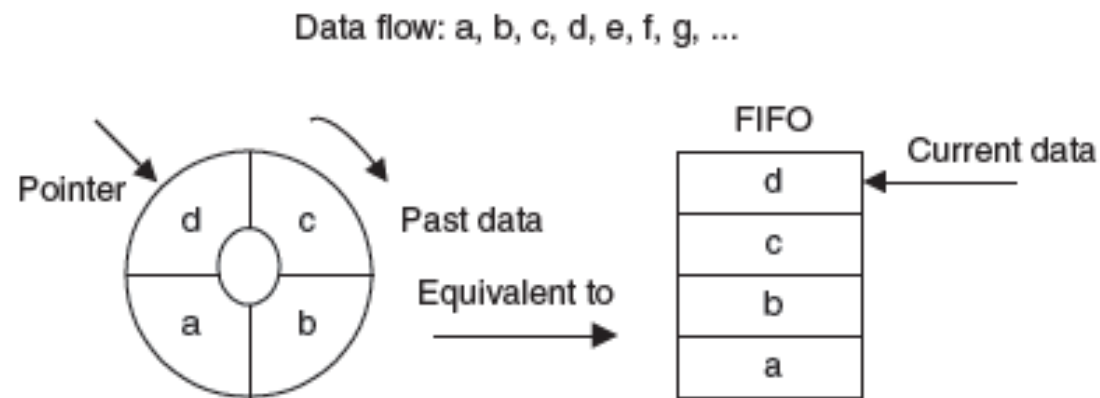 Data flow: a, b, c, d, e, f, g, ...
FIFO
Pointer
d
c
Past data
a
b
Equivalent to
d
Current data
c
b
a